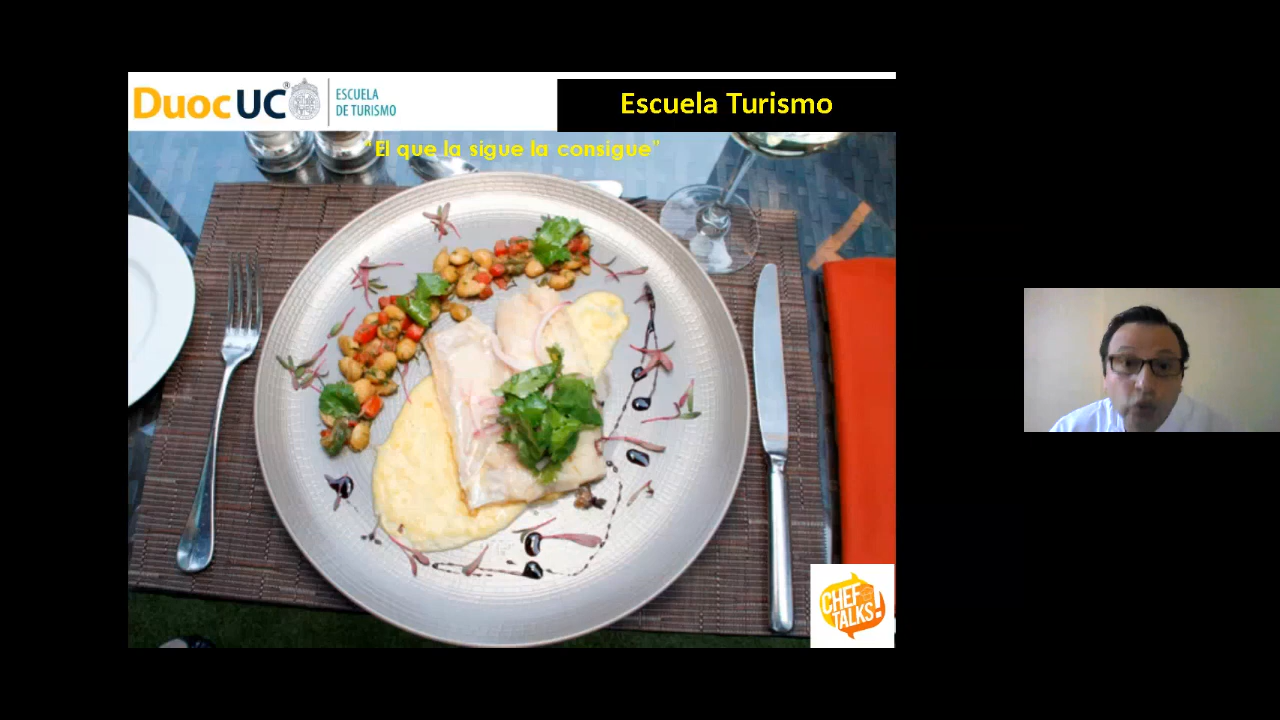 Duoc UC®
ESCUELA
DE TURISMO
Escuela Turismo
"El que la sigue la consigue"
CHEF
TALKS!